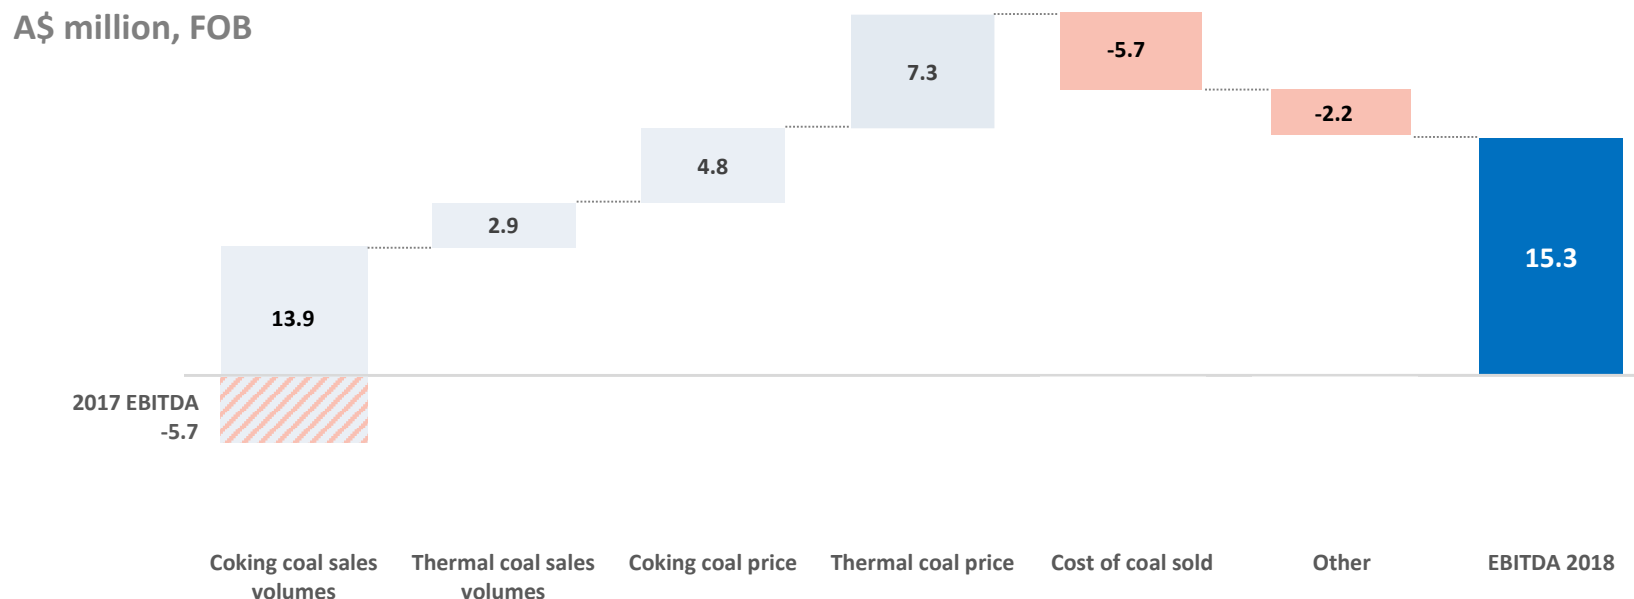 A$ million, FOB
7.3
-5.7
-2.2
4.8
2.9
13.9
15.3
2017 EBITDA
-5.7
Coking coal sales
volumes
Thermal coal sales
volumes
Coking coal price
Thermal coal price
Cost of coal sold
Other
EBITDA 2018